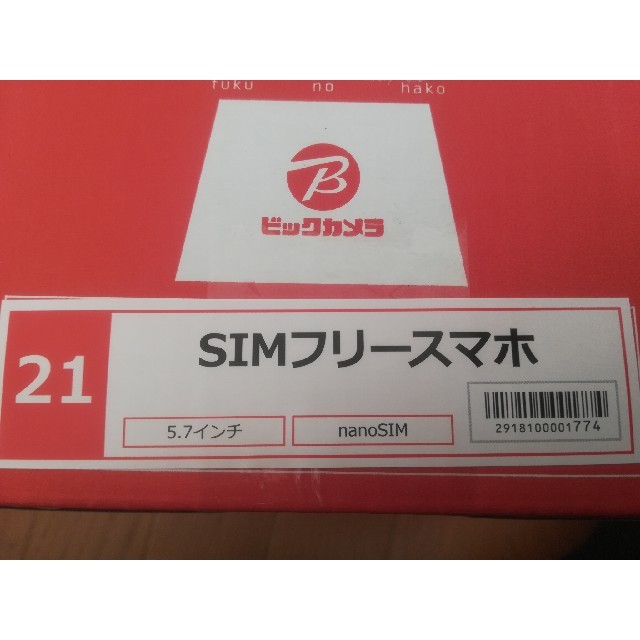 fuku no hako
B
ビックカメラ
21
SIMフリースマホ
5.7インチ
nanoSIM
2918100001774